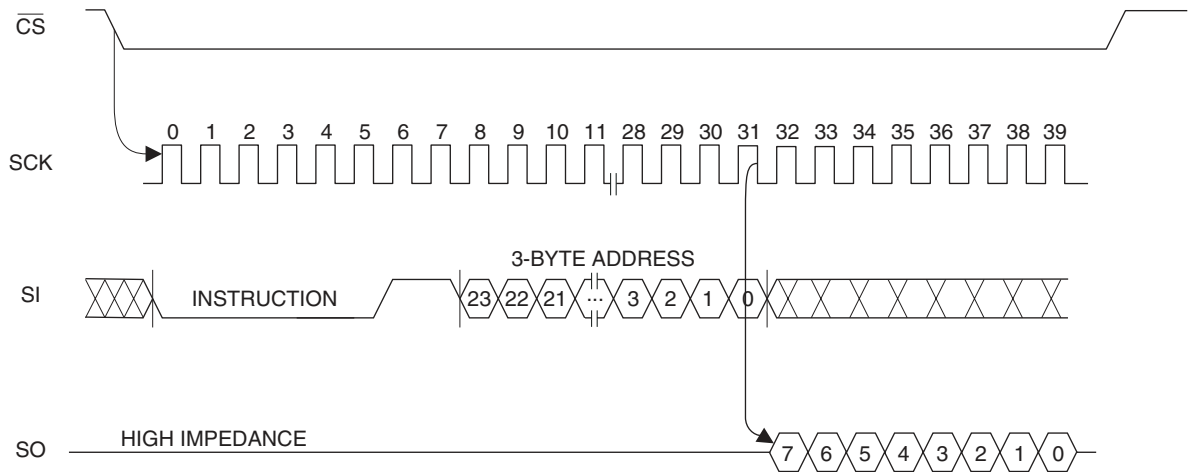 C̅S̅
0 1 2 3 4 5 6 7 8 9 10 11 28 29 30 31 32 33 34 35 36 37 38 39
SCK
3-BYTE ADDRESS
SI INSTRUCTION 23 22 21 ... 3 2 1 0
HIGH IMPEDANCE
SO 7 6 5 4 3 2 1 0